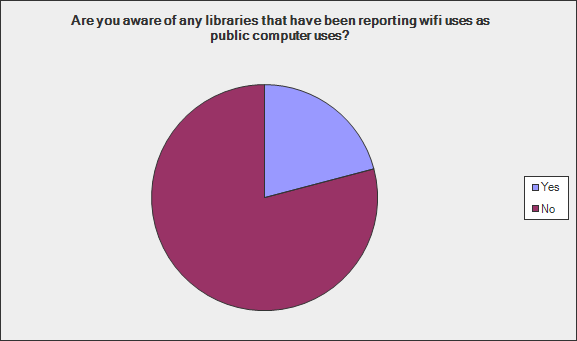 Are you aware of any libraries that have been reporting wifi uses as
public computer uses?
Yes
No